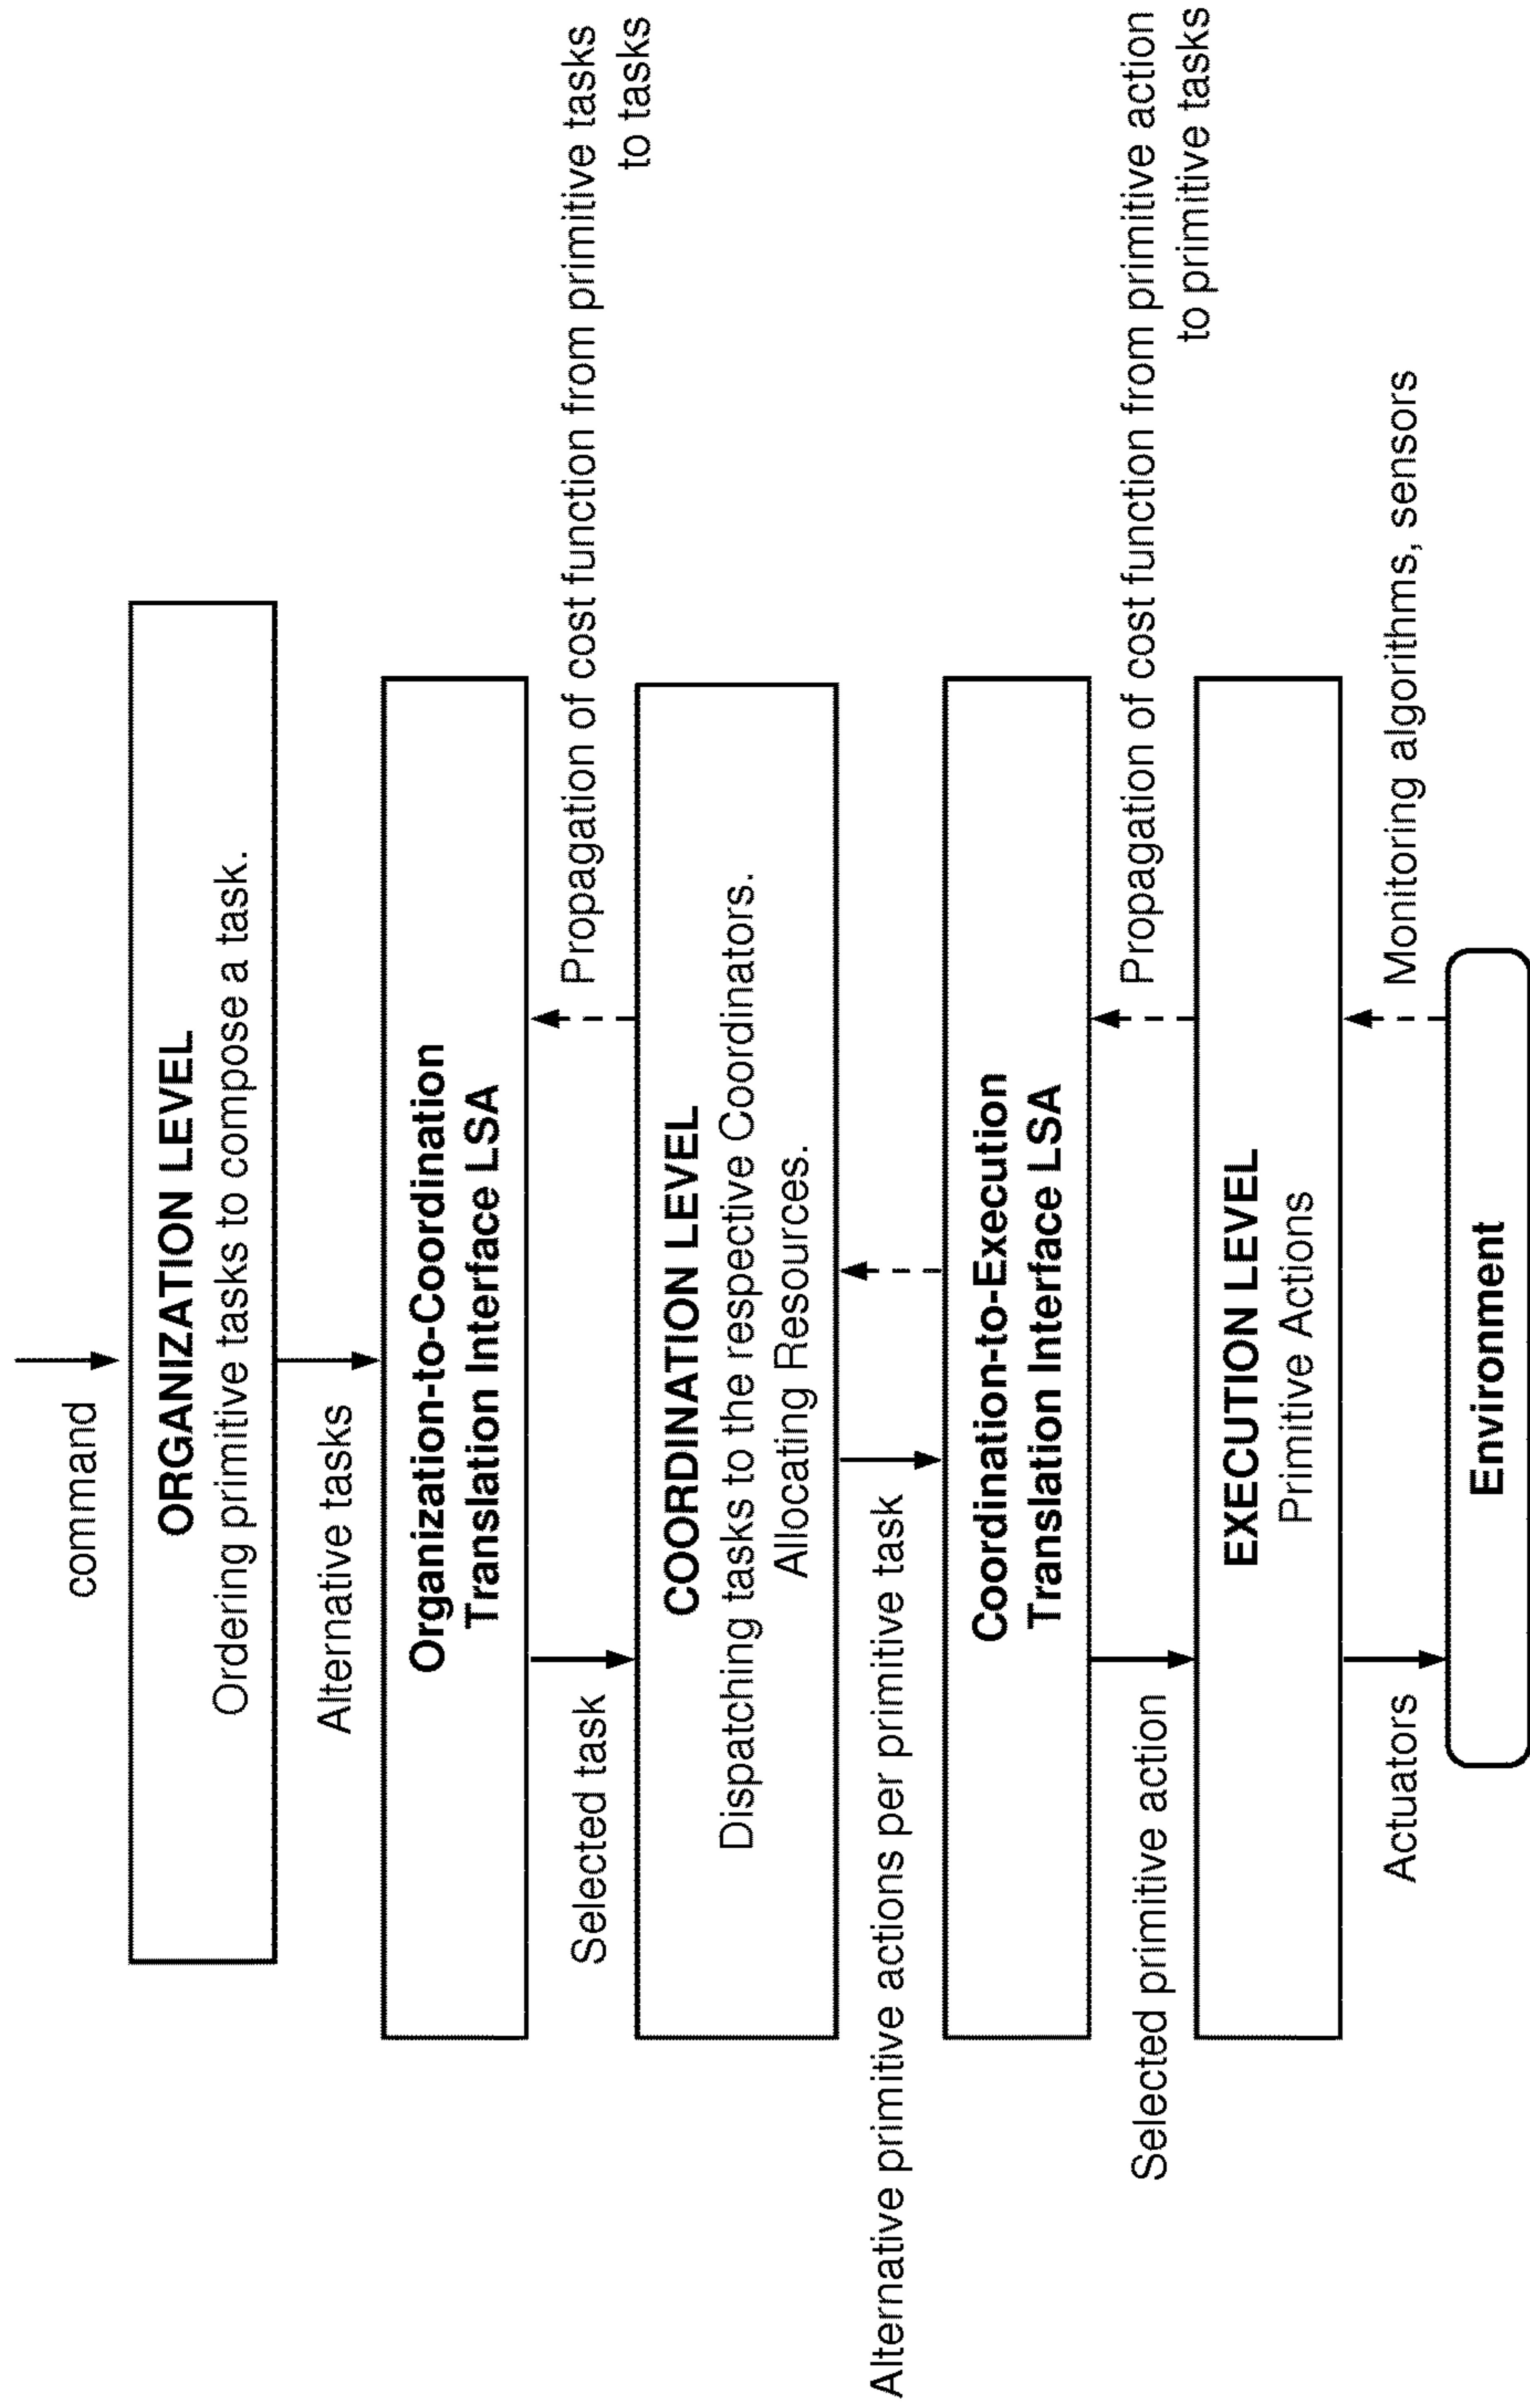 command
ORGANIZATION LEVEL
Ordering primitive tasks to compose a task.
Alternative tasks
Organization-to-Coordination
Translation Interface LSA
Selected task
Propagation of cost function from primitive tasks
to tasks
COORDINATION LEVEL
Dispatching tasks to the respective Coordinators.
Allocating Resources.
Alternative primitive actions per primitive task
Coordination-to-Execution
Translation Interface LSA
Selected primitive action
Propagation of cost function from primitive action
to primitive tasks
EXECUTION LEVEL
Primitive Actions
Actuators
Monitoring algorithms, sensors
Environment